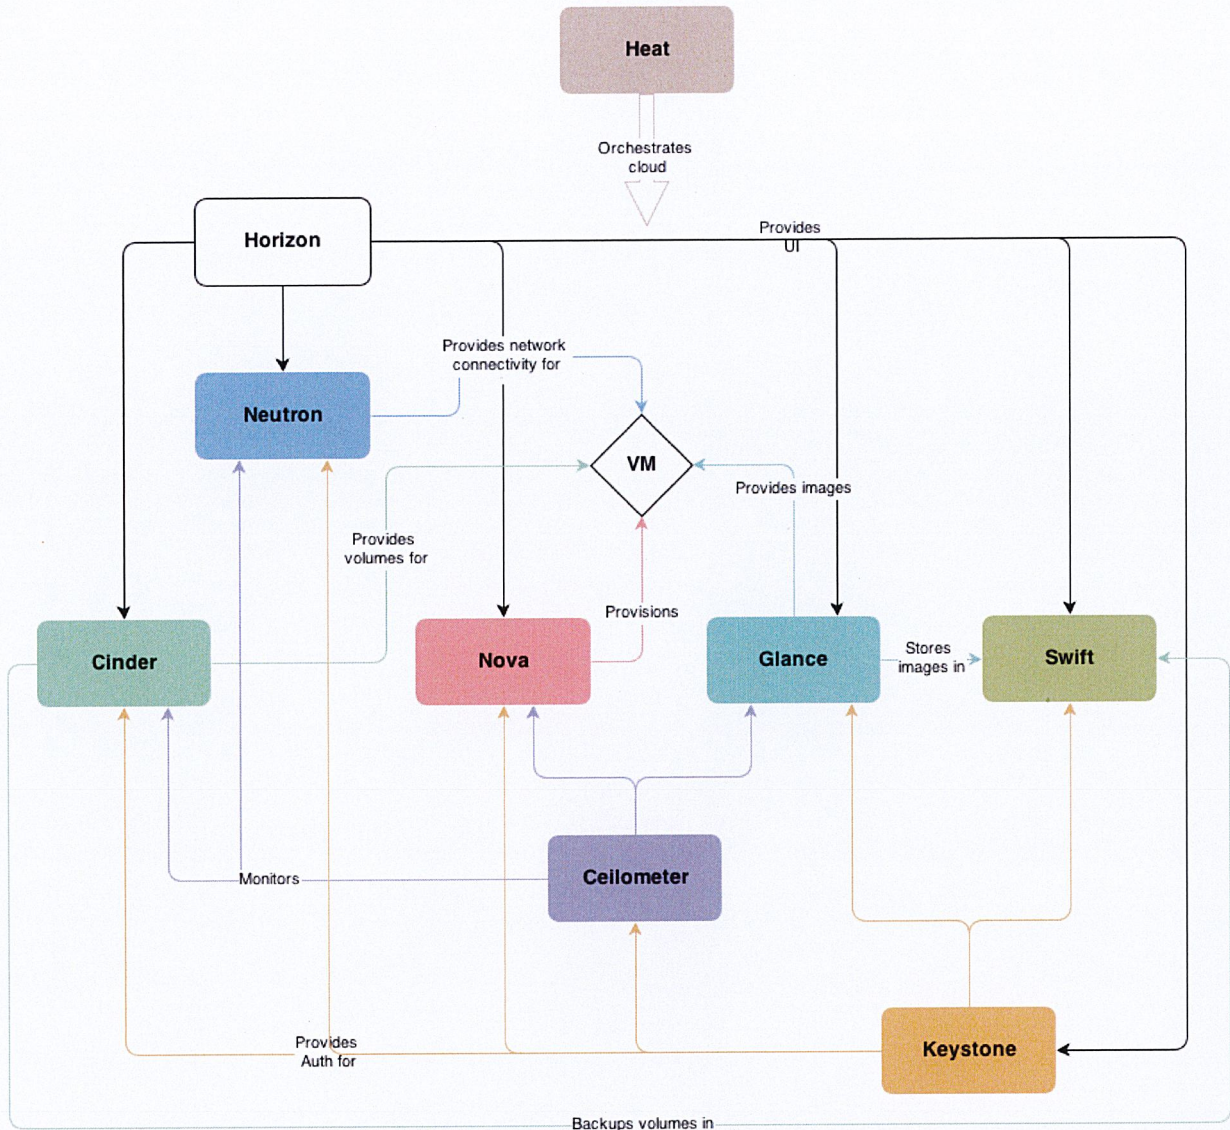 Heat
Orchestrates
cloud
Provides
UI
Horizon
Provides network
connectivity for
Neutron
VM
Provides images
Provides
volumes for
Provisions
Cinder
Nova
Glance
Stores
images in
Swift
Monitors
Ceilometer
Provides
Auth for
Keystone
Backups volumes in